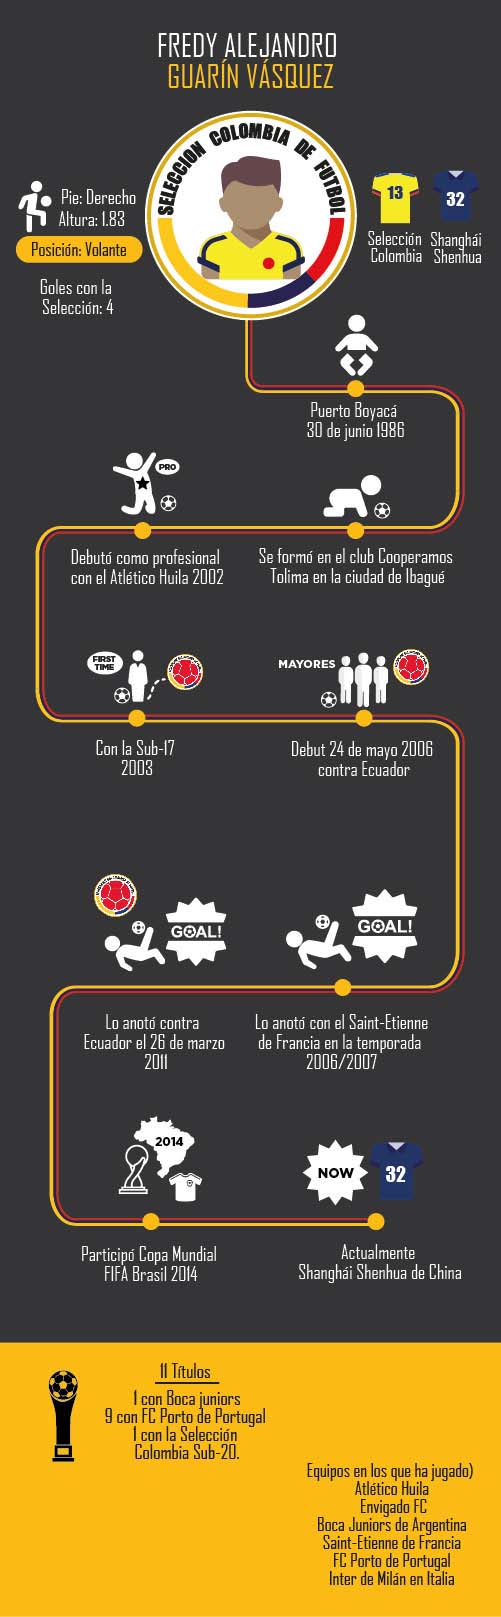 FREDY ALEJANDRO
GUARÍN VÁSQUEZ
SELECCION COLOMBIA DE FUTBOL
Pie: Derecho
Altura: 1.83
Posición: Volante
Goles con la
Selección: 4
13
32
Selección
Colombia
Shanghái
Shenhua
Puerto Boyacá
30 de junio 1986
PRO
Debutó como profesional
con el Atlético Huila 2002
Se formó en el club Cooperamos
Tolima en la ciudad de Ibagué
FIRST
TIME
MAYORES
Con la Sub-17
2003
Debut 24 de mayo 2006
contra Ecuador
GOAL!
GOAL!
Lo anotó contra
Ecuador el 26 de marzo
2011
Lo anotó con el Saint-Etienne
de Francia en la temporada
2006/2007
2014
NOW
32
Participó Copa Mundial
FIFA Brasil 2014
Actualmente
Shanghái Shenhua de China
11 Títulos
1 con Boca juniors
9 con FC Porto de Portugal
1 con la Selección
Colombia Sub-20.
Equipos en los que ha jugado)
Atlético Huila
Envigado FC
Boca Juniors de Argentina
Saint-Etienne de Francia
FC Porto de Portugal
Inter de Milán en Italia